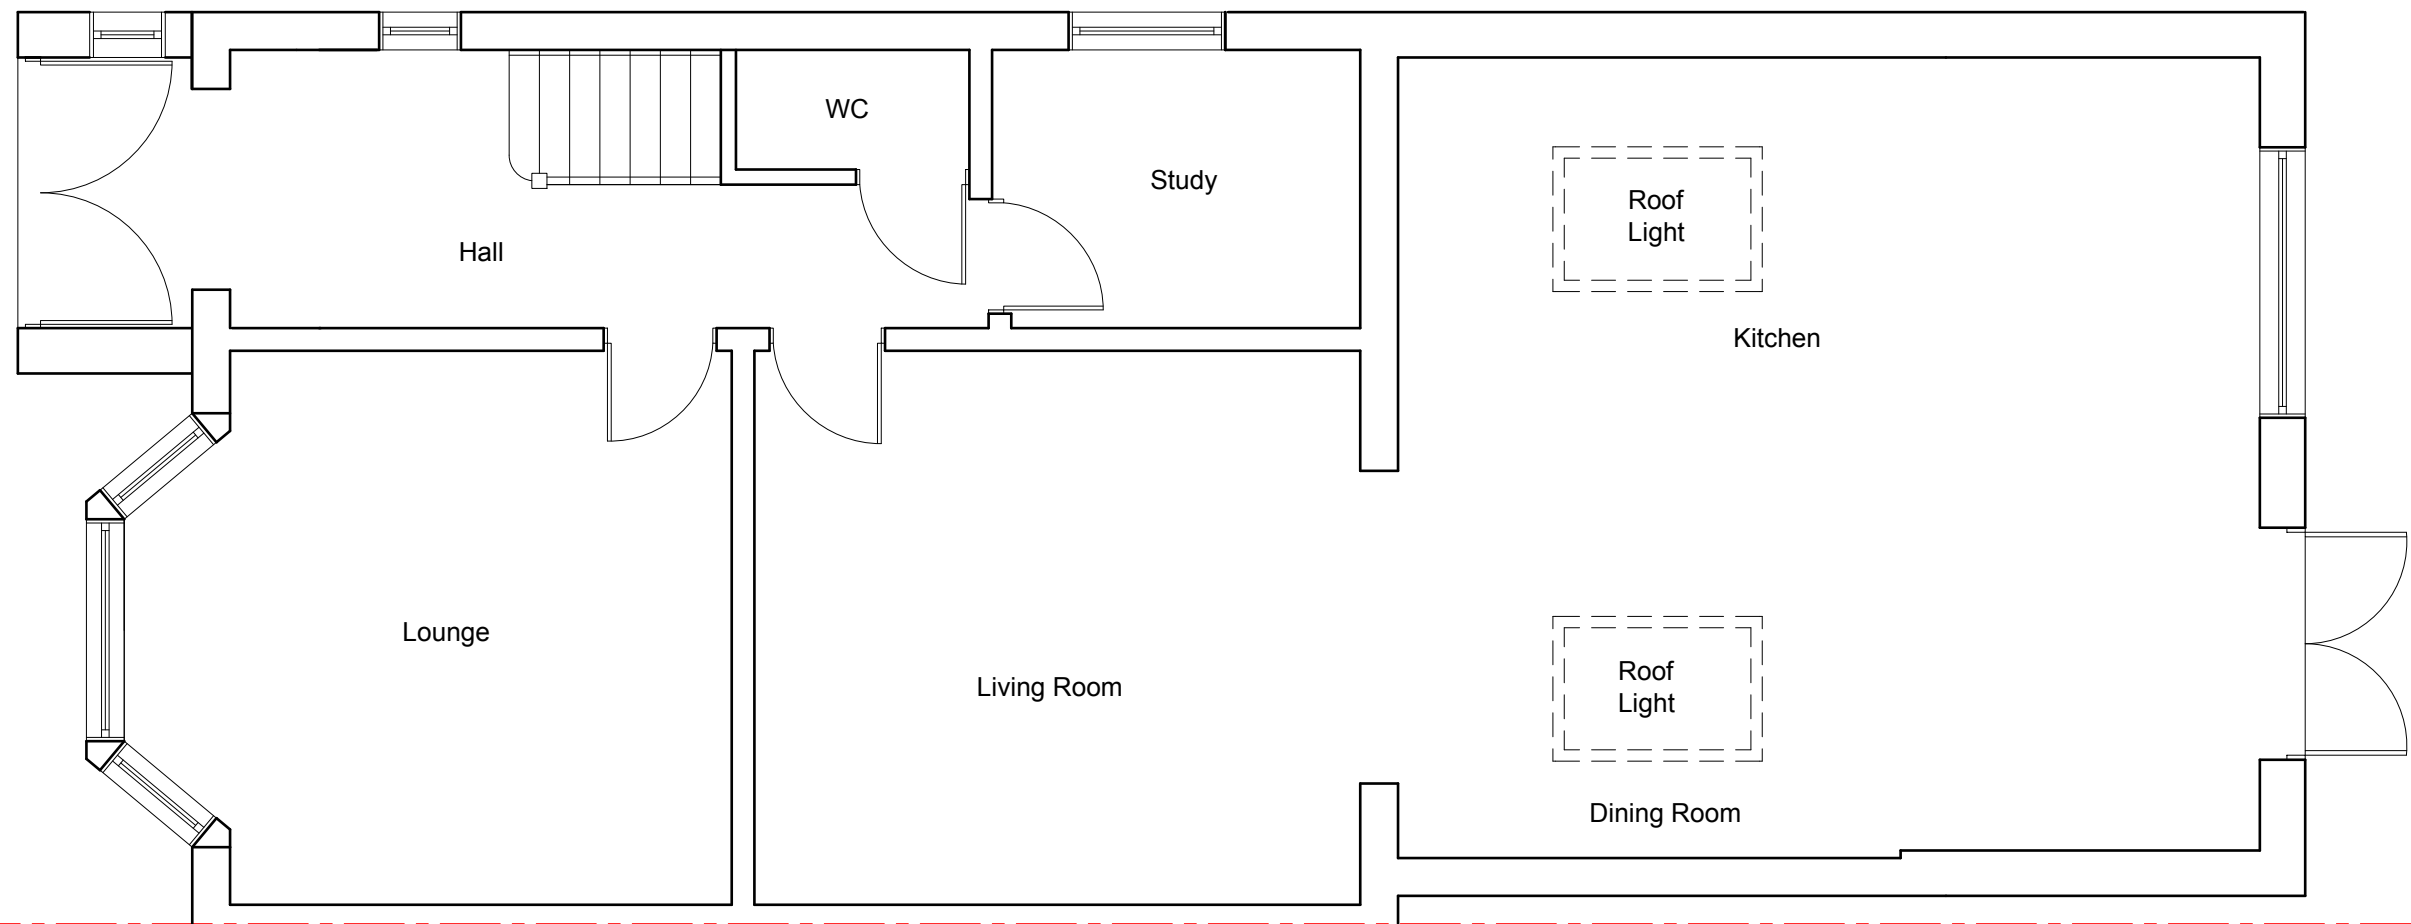 WC
Study
Hall
Roof
Light
Kitchen
Lounge
Living Room
Roof
Light
Dining Room